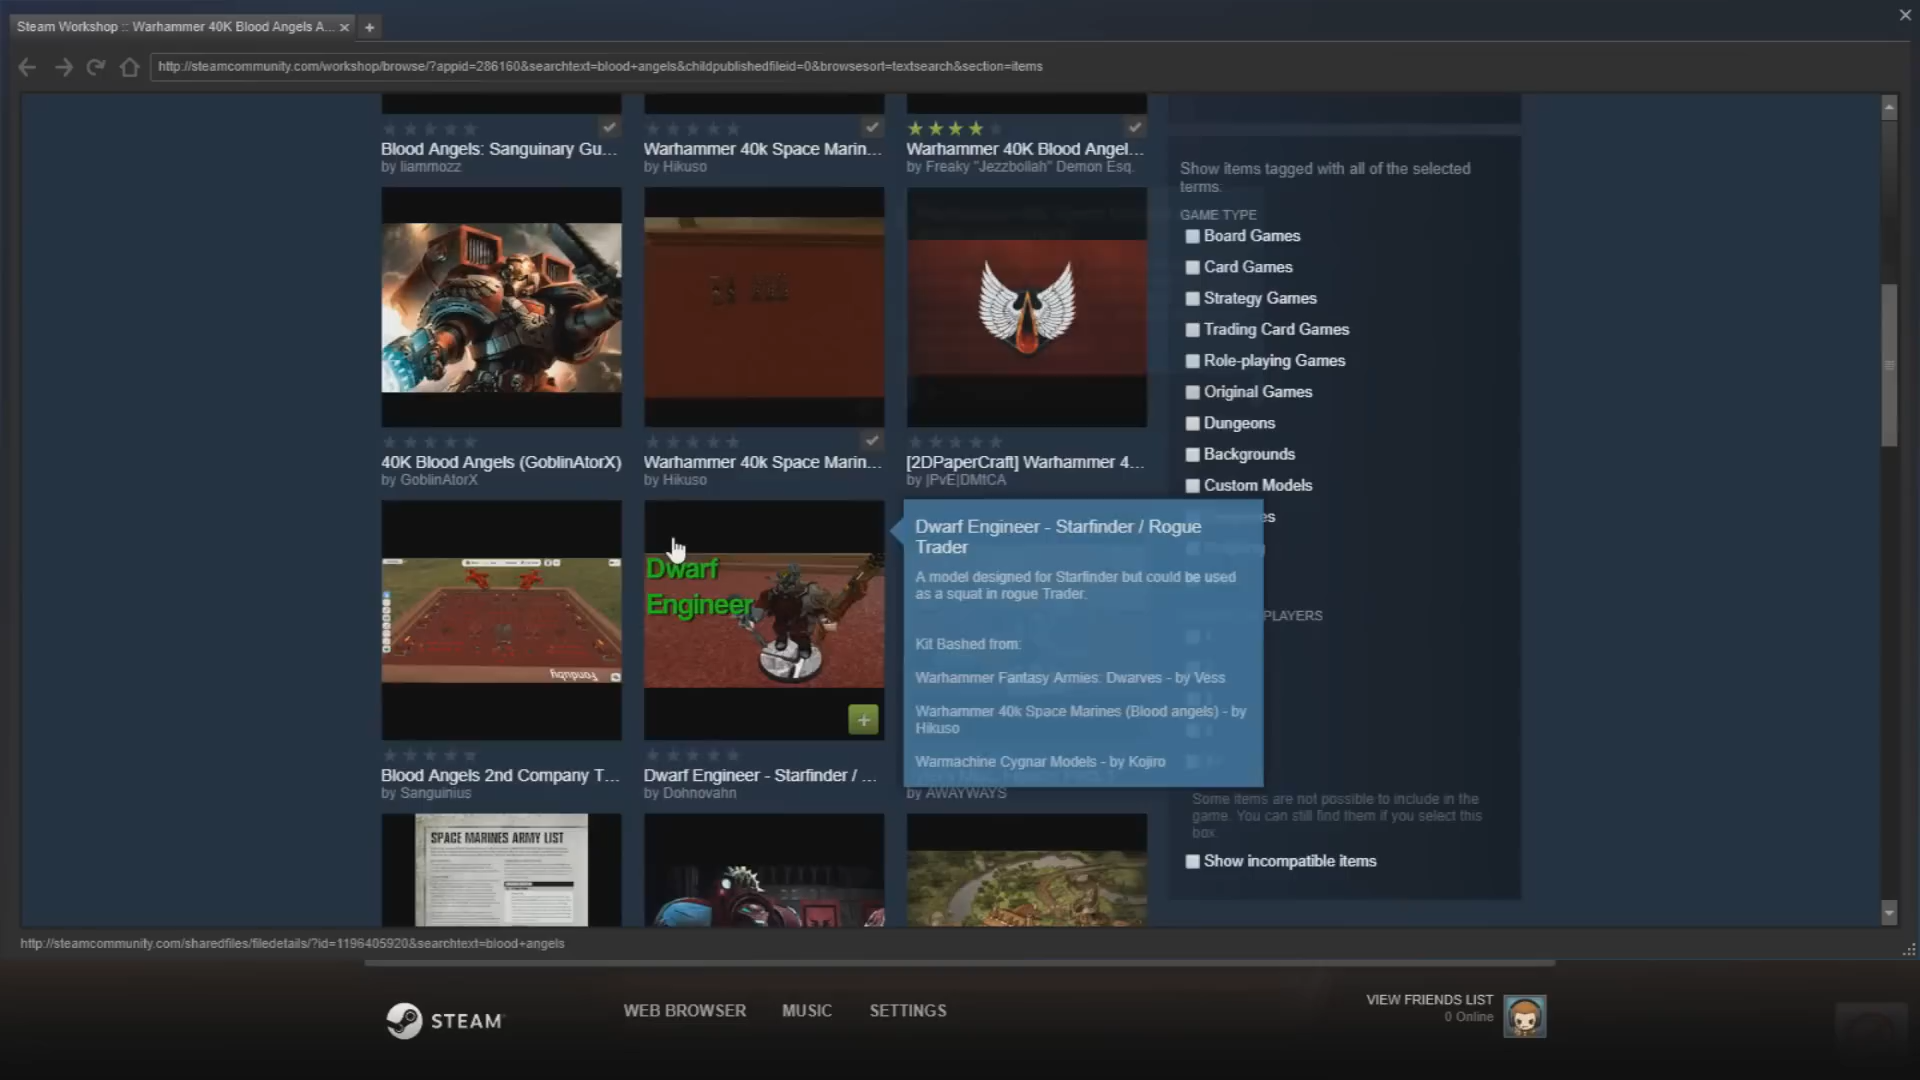 Steam Workshop :: Warhammer 40K Blood Angels A...
http://steamcommunity.com/workshop/browse/?appid=286160&searchtext=blood+angels&childpublishedfileid=0&browsesort=textsearch&section=items
Blood Angels: Sanguinary Gu...
by liammozz
Warhammer 40k Space Marin...
by Hikuso
Warhammer 40K Blood Angel...
by Freaky "Jezzbollah" Demon Esq.
Show items tagged with all of the selected
terms:
GAME TYPE
Board Games
Card Games
Strategy Games
Trading Card Games
Role-playing Games
Original Games
Dungeons
Backgrounds
Custom Models
40K Blood Angels (GoblinAtorX)
by GoblinAtorX
Warhammer 40k Space Marin...
by Hikuso
[2DPaperCraft] Warhammer 4...
by |PvE|DMtCA
Dwarf
Engineer
Dwarf Engineer - Starfinder / Rogue
Trader
A model designed for Starfinder but could be used
as a squat in rogue Trader.
Kit Bashed from:
Warhammer Fantasy Armies: Dwarves - by Vess
Warhammer 40k Space Marines (Blood angels) - by
Hikuso
Warmachine Cygnar Models - by Kojiro
PLAYERS
Blood Angels 2nd Company T...
by Sanguinius
Dwarf Engineer - Starfinder / ...
by Dohnovahn
by AWAYWAYS
Some items are not possible to include in the
game. You can still find them if you select this
box.
Show incompatible items
SPACE MARINES ARMY LIST
http://steamcommunity.com/sharedfiles/filedetails/?id=1196405920&searchtext=blood+angels
STEAM
WEB BROWSER
MUSIC
SETTINGS
VIEW FRIENDS LIST
0 Online